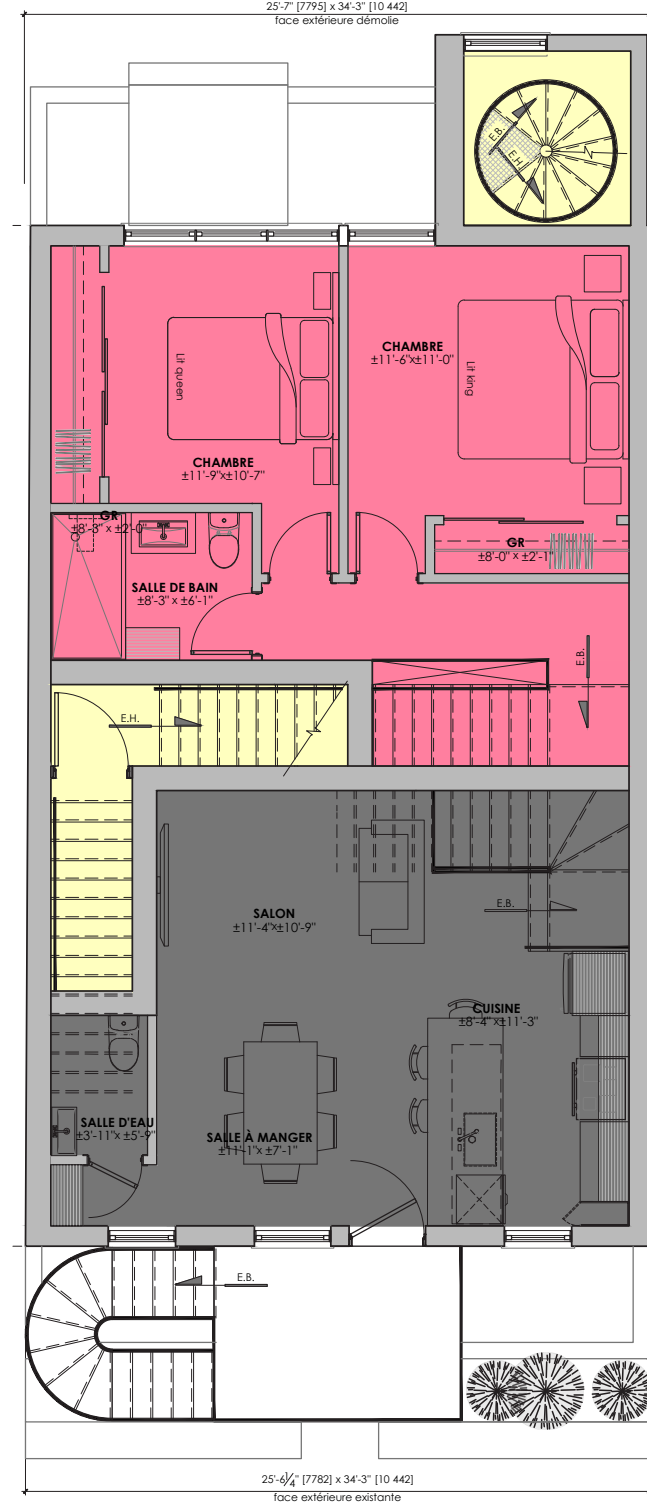 25'-7" [7795] x 34'-3" [10 442]
face extérieure démolie
E.B.
E.H.
CHAMBRE
±11'-6"x±11'-0"
Lit queen
Lit king
CHAMBRE
±11'-9"x±10'-7"
GR
±8'-3" x ±2'-0"
GR
±8'-0" x ±2'-1"
SALLE DE BAIN
±8'-3" x ±6'-1"
E.B.
E.H.
SALON
±11'-4"x±10'-9"
E.B.
CUISINE
±8'-4"x±11'-3"
SALLE D'EAU
±3'-11"x ±5'-9"
SALLE À MANGER
±11'-1"x ±7'-1"
E.B.
25'-6¼" [7782] x 34'-3" [10 442]
face extérieure existante